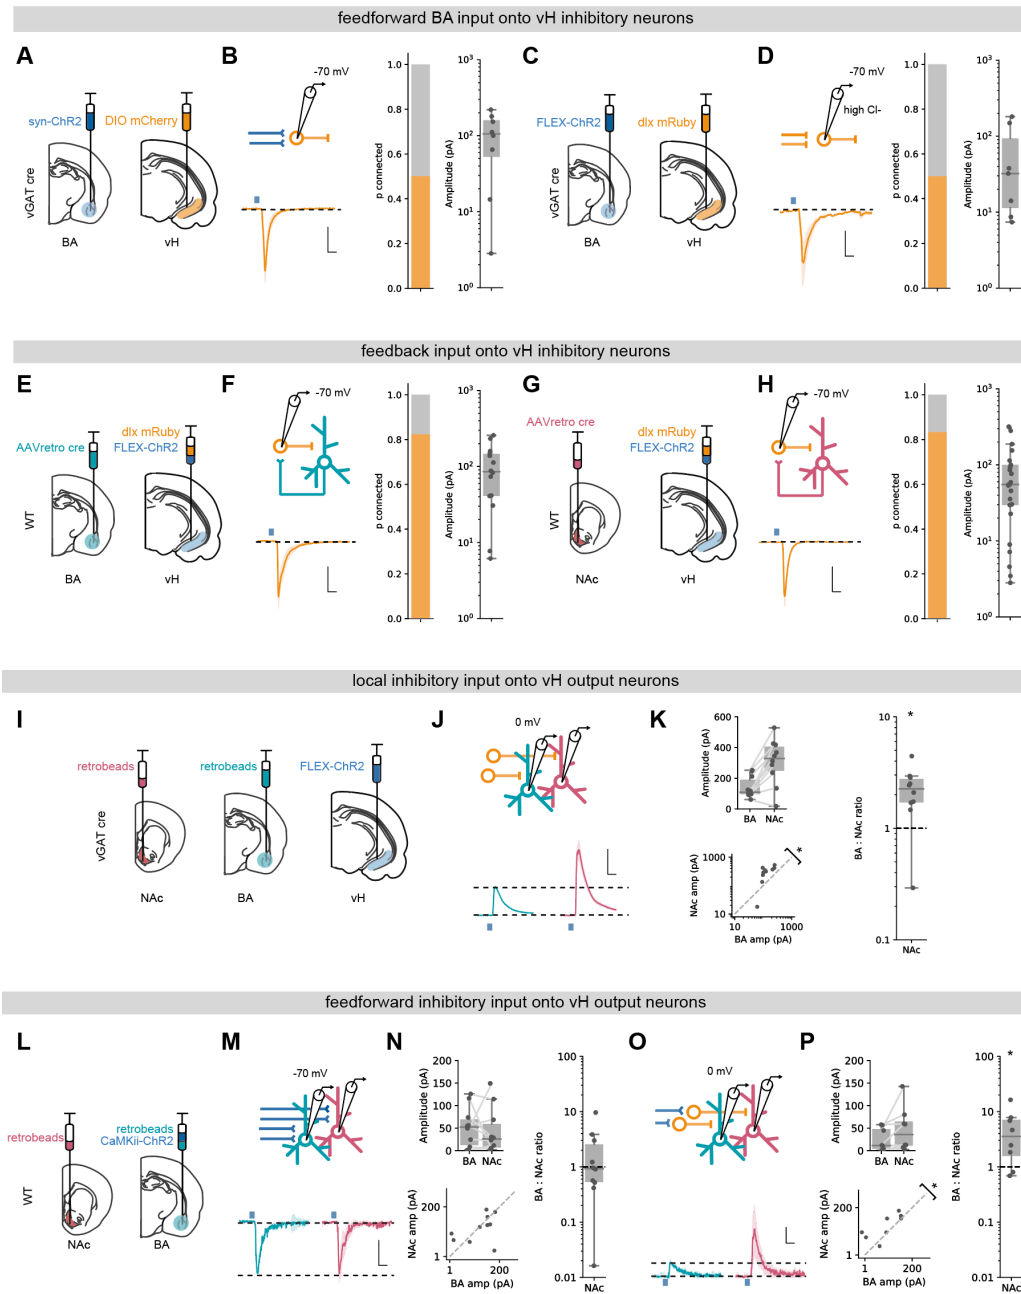 feedforward BA input onto vH inhibitory neurons
A
B
C
D
syn-ChR2
DIO mCherry
vGAT cre
BA
vH
-70 mV
1.0
0.8
0.6
0.4
0.2
0.0
p connected
10³
10²
10¹
10⁰
Amplitude (pA)
FLEX-ChR2
dlx mRuby
vGAT cre
BA
vH
-70 mV
high Cl-
1.0
0.8
0.6
0.4
0.2
0.0
p connected
10³
10²
10¹
10⁰
Amplitude (pA)
feedback input onto vH inhibitory neurons
E
F
G
H
AAVretro cre
dlx mRuby
FLEX-ChR2
WT
BA
vH
-70 mV
1.0
0.8
0.6
0.4
0.2
0.0
p connected
10³
10²
10¹
10⁰
Amplitude (pA)
AAVretro cre
dlx mRuby
FLEX-ChR2
WT
NAc
vH
-70 mV
1.0
0.8
0.6
0.4
0.2
0.0
p connected
10³
10²
10¹
10⁰
Amplitude (pA)
local inhibitory input onto vH output neurons
I
J
K
retrobeads
retrobeads
FLEX-ChR2
vGAT cre
NAc
BA
vH
0 mV
600
400
200
0
Amplitude (pA)
BA NAc
1000
10
NAc amp (pA)
10
1000
BA amp (pA)
*
*
10
1
0.1
BA : NAc ratio
NAc
feedforward inhibitory input onto vH output neurons
L
M
N
O
P
retrobeads
retrobeads
CaMKii-ChR2
WT
NAc
BA
-70 mV
200
150
100
50
0
Amplitude (pA)
BA NAc
200
1
NAc amp (pA)
1
200
BA amp (pA)
100
10
1
0.1
0.01
BA : NAc ratio
NAc
0 mV
200
150
100
50
0
Amplitude (pA)
BA NAc
200
1
NAc amp (pA)
1
200
BA amp (pA)
*
*
100
10
1
0.1
0.01
BA : NAc ratio
NAc